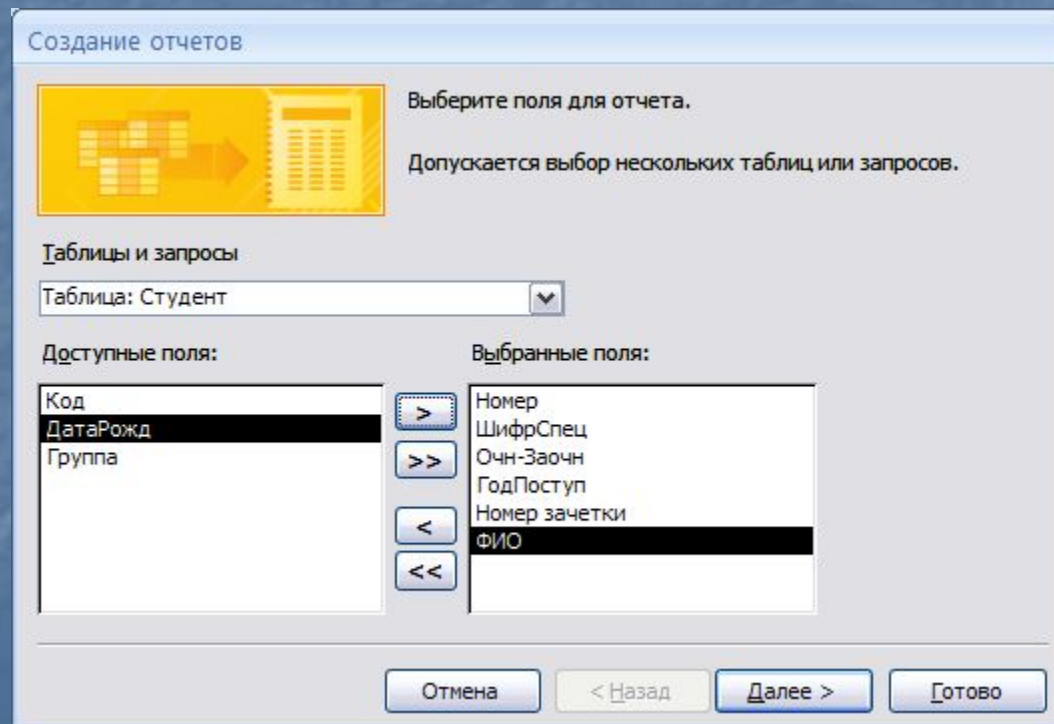 Создание отчетов
Выберите поля для отчета.
Допускается выбор нескольких таблиц или запросов.
Таблицы и запросы
Таблица: Студент
Доступные поля:
Выбранные поля:
Код
ДатаРожд
Группа
>
>>
<
<<
Номер
ШифрСпец
Очн-Заочн
ГодПоступ
Номер зачетки
ФИО
Отмена
< Назад
Далее >
Готово